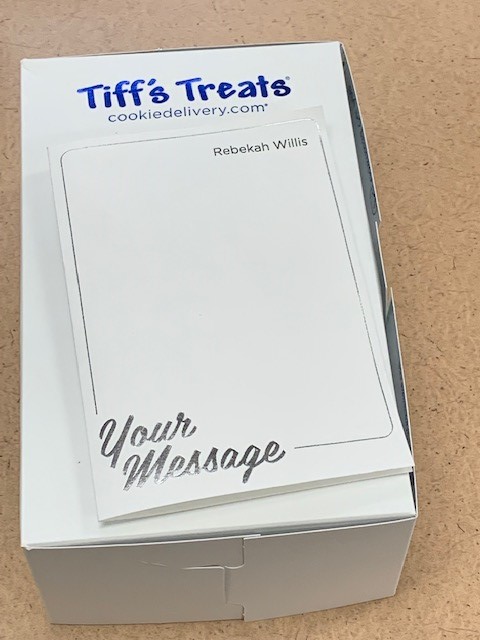 Tiff's Treats®
cookiedelivery.com®
Rebekah Willis
Your
Message